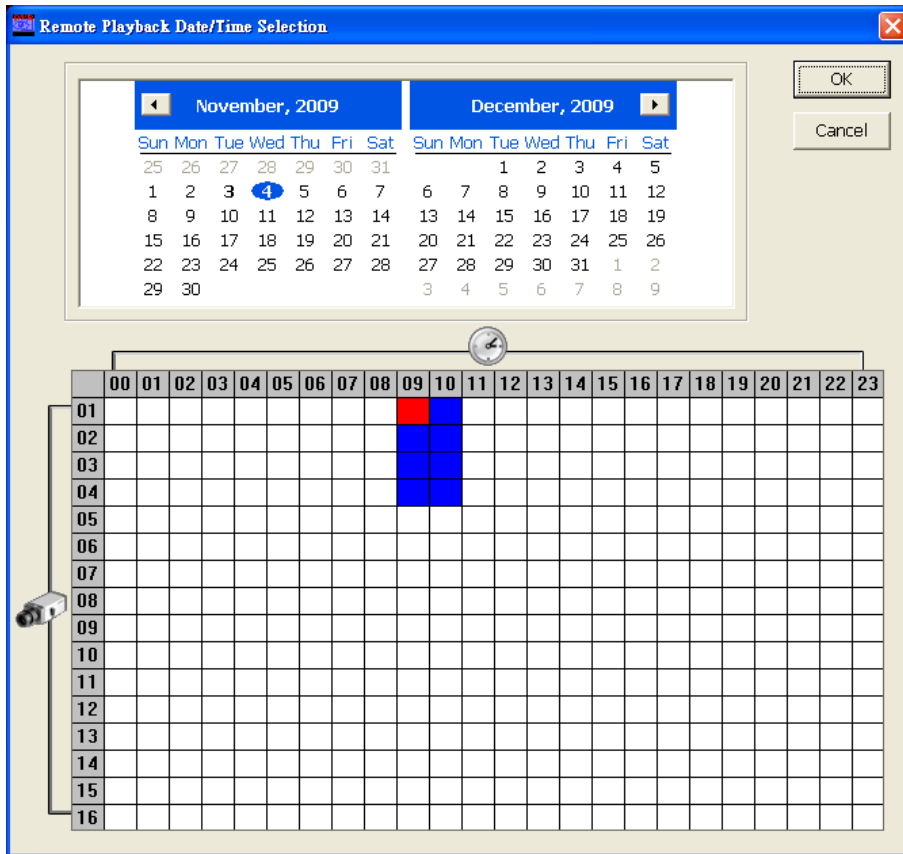 Remote Playback Date/Time Selection
OK
Cancel
November, 2009 December, 2009
Sun Mon Tue Wed Thu Fri Sat Sun Mon Tue Wed Thu Fri Sat
25 26 27 28 29 30 31 1 2 3 4 5
1 2 3 4 5 6 7 6 7 8 9 10 11 12
8 9 10 11 12 13 14 13 14 15 16 17 18 19
15 16 17 18 19 20 21 20 21 22 23 24 25 26
22 23 24 25 26 27 28 27 28 29 30 31 1 2
29 30 3 4 5 6 7 8 9
00 01 02 03 04 05 06 07 08 09 10 11 12 13 14 15 16 17 18 19 20 21 22 23
01
02
03
04
05
06
07
08
09
10
11
12
13
14
15
16